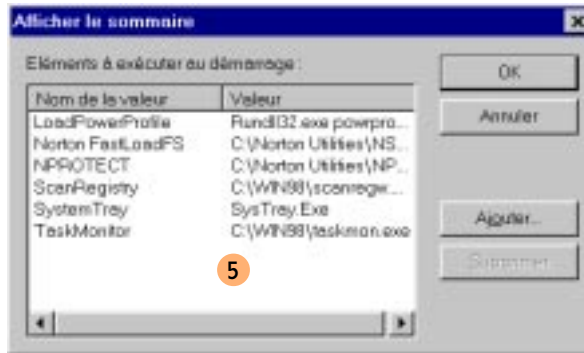 Afficher le sommaire
Eléments à exécuter au démarrage :
Nom de la valeur Valeur
LoadPowerProfile Rundll32.exe powrpro...
Norton FastLoadFS C:\Norton Utilities\NS...
NPROTECT C:\Norton Utilities\NP...
ScanRegistry C:\WIN98\scanregw...
SystemTray SysTray.Exe
TaskMonitor C:\WIN98\taskmon.exe
5
OK
Annuler
Ajouter...
Supprimer...